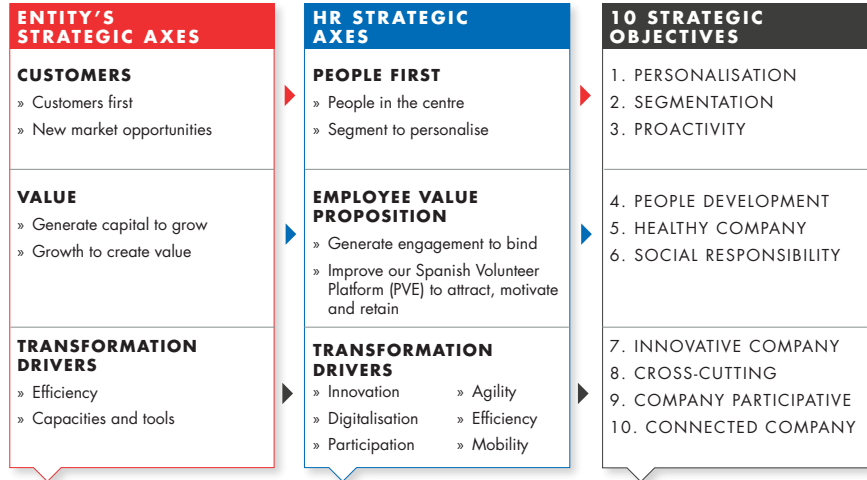 ENTITY'S
STRATEGIC AXES
CUSTOMERS
» Customers first
» New market opportunities
VALUE
» Generate capital to grow
» Growth to create value
TRANSFORMATION
DRIVERS
» Efficiency
» Capacities and tools
HR STRATEGIC
AXES
PEOPLE FIRST
» People in the centre
» Segment to personalise
EMPLOYEE VALUE
PROPOSITION
» Generate engagement to bind
» Improve our Spanish Volunteer
Platform (PVE) to attract, motivate
and retain
TRANSFORMATION
DRIVERS
» Innovation
» Digitalisation
» Participation
» Agility
» Efficiency
» Mobility
10 STRATEGIC
OBJECTIVES
1. PERSONALISATION
2. SEGMENTATION
3. PROACTIVITY
4. PEOPLE DEVELOPMENT
5. HEALTHY COMPANY
6. SOCIAL RESPONSIBILITY
7. INNOVATIVE COMPANY
8. CROSS-CUTTING
9. COMPANY PARTICIPATIVE
10. CONNECTED COMPANY